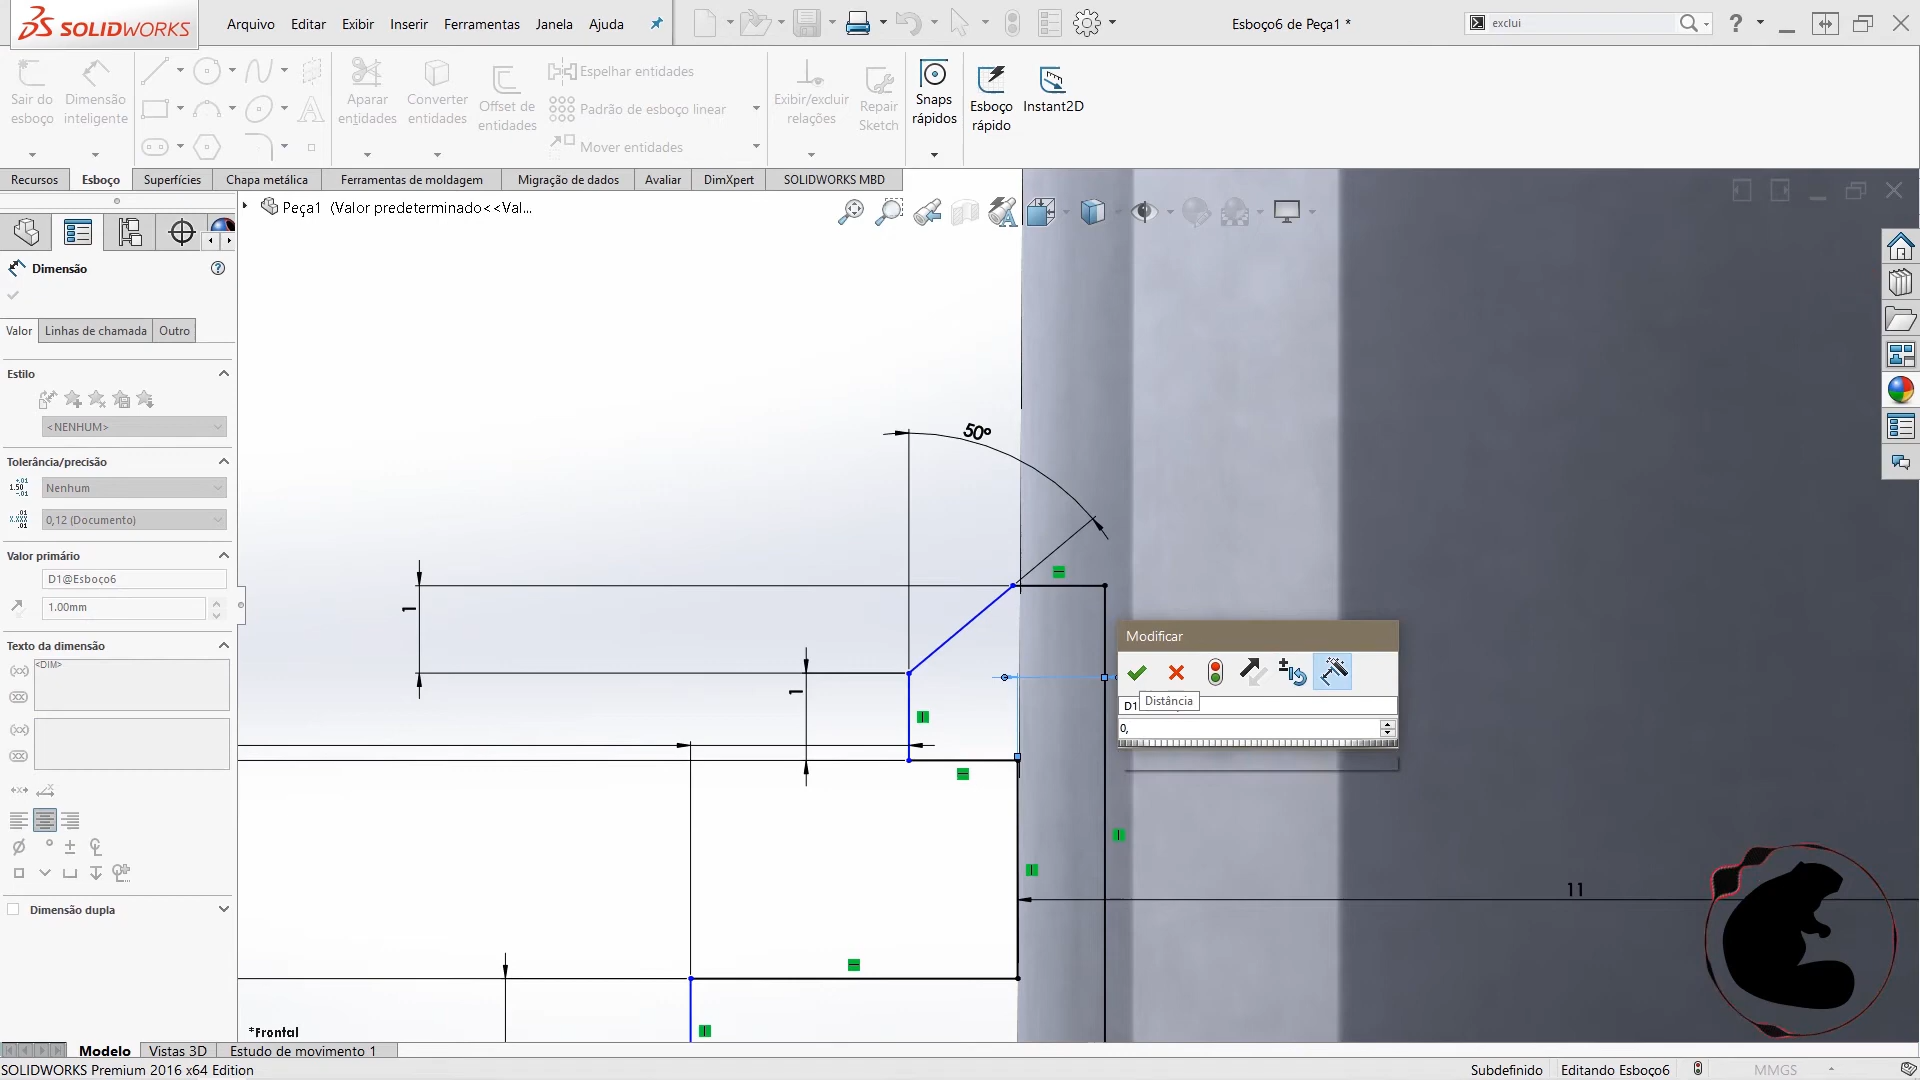 SOLIDWORKS
Arquivo Editar Exibir Inserir Ferramentas Janela Ajuda
Esboço6 de Peça1 *
exclui
Sair do esboço
Dimensão inteligente
Aparar entidades
Converter entidades
Offset de entidades
Espelhar entidades
Padrão de esboço linear
Mover entidades
Exibir/excluir relações
Repair Sketch
Snaps rápidos
Esboço rápido
Instant2D
Recursos Esboço Superfícies Chapa metálica Ferramentas de moldagem Migração de dados Avaliar DimXpert SOLIDWORKS MBD
Peça1 (Valor predeterminado<<Val...
Dimensão
Valor Linhas de chamada Outro
Estilo
<NENHUM>
Tolerância/precisão
Nenhum
0,12 (Documento)
Valor primário
D1@Esboço6
1.00mm
Texto da dimensão
<DIM>
Dimensão dupla
50º
1
1
11
Modificar
Distância
D1
0,
*Frontal
Modelo Vistas 3D Estudo de movimento 1
SOLIDWORKS Premium 2016 x64 Edition
Subdefinido Editando Esboço6 MMGS